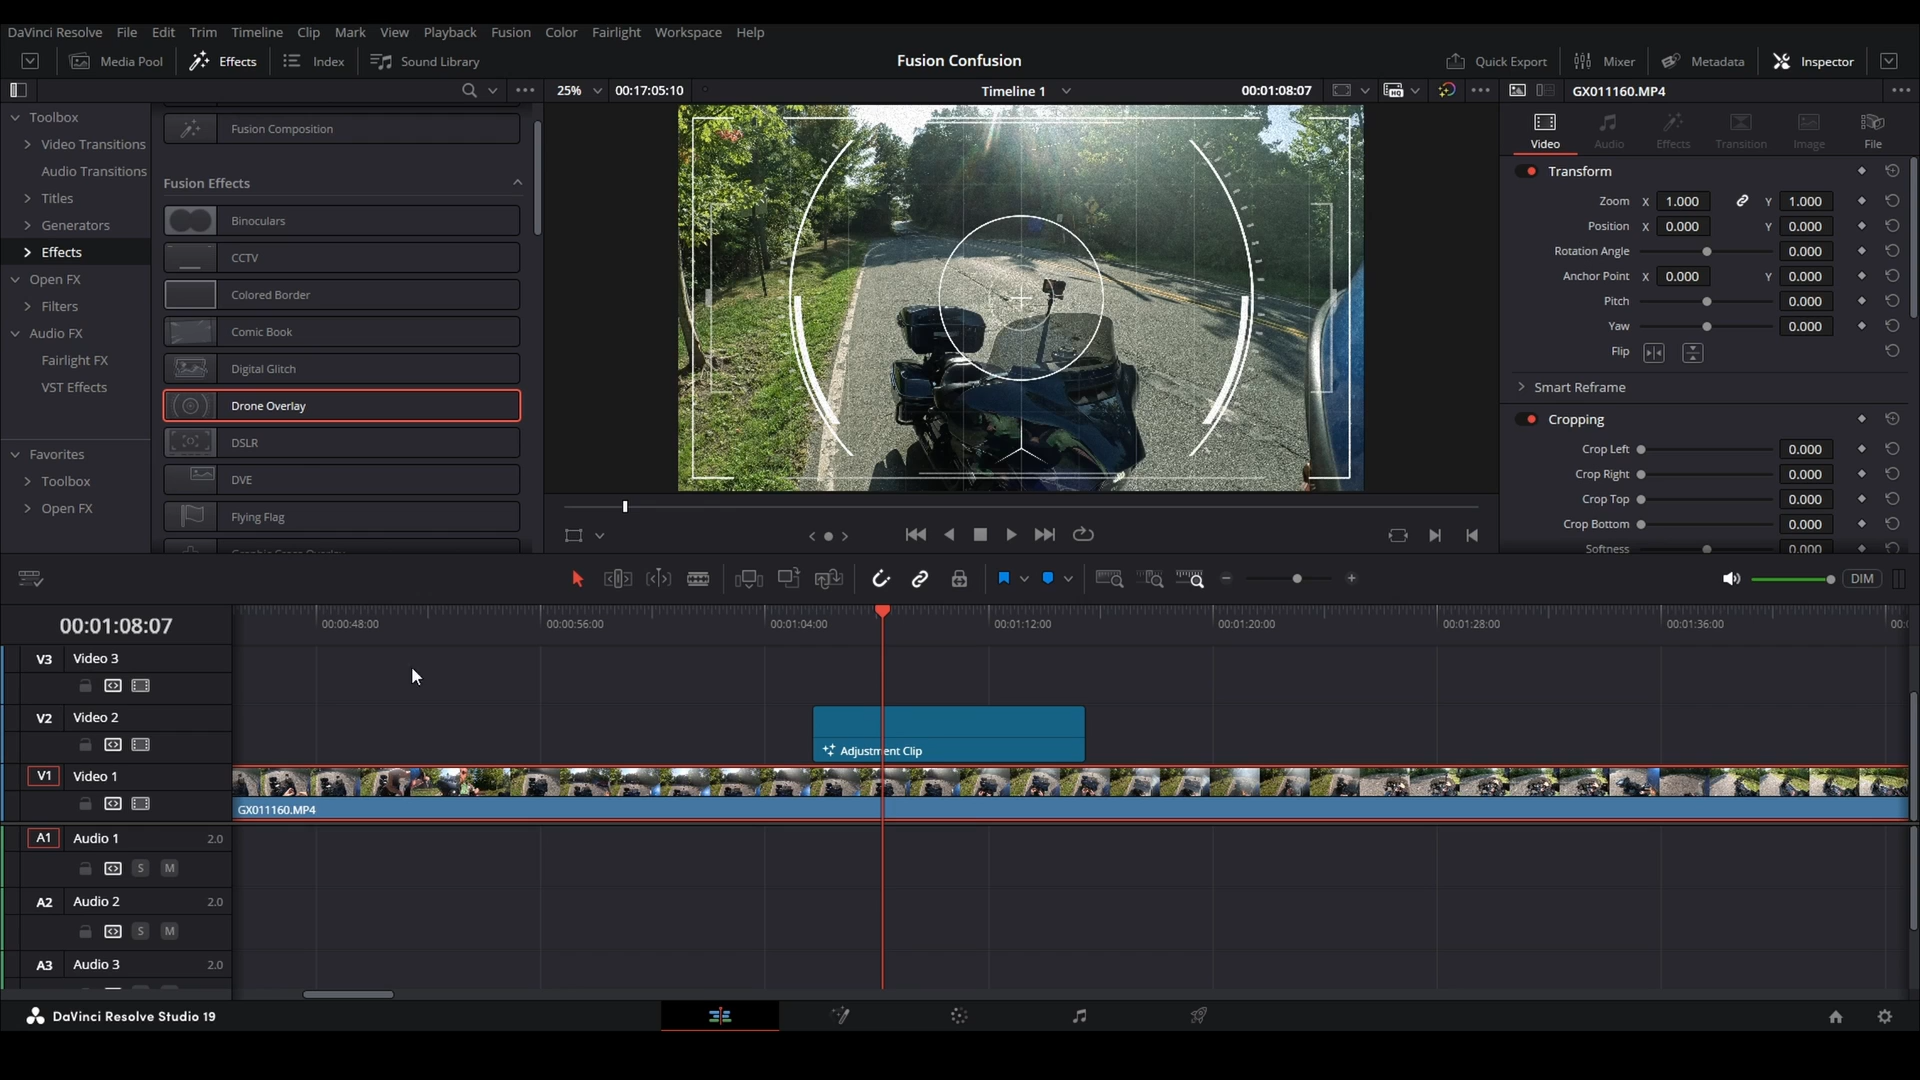 DaVinci Resolve File Edit Trim Timeline Clip Mark View Playback Fusion Color Fairlight Workspace Help
Media Pool Effects Index Sound Library Fusion Confusion Quick Export Mixer Metadata Inspector
25% 00:17:05:10 Timeline 1 00:01:08:07 GX011160.MP4
Toolbox
Video Transitions
Audio Transitions
Titles
Generators
Effects
Open FX
Filters
Audio FX
Fairlight FX
VST Effects
Favorites
Toolbox
Open FX
Fusion Composition
Fusion Effects
Binoculars
CCTV
Colored Border
Comic Book
Digital Glitch
Drone Overlay
DSLR
DVE
Flying Flag
Video Audio Effects Transition Image File
Transform
Zoom X 1.000 Y 1.000
Position X 0.000 Y 0.000
Rotation Angle 0.000
Anchor Point X 0.000 Y 0.000
Pitch 0.000
Yaw 0.000
Flip
Smart Reframe
Cropping
Crop Left 0.000
Crop Right 0.000
Crop Top 0.000
Crop Bottom 0.000
Softness 0.000
DIM
00:01:08:07
00:00:48:00 00:00:56:00 00:01:04:00 00:01:12:00 00:01:20:00 00:01:28:00 00:01:36:00
V3 Video 3
V2 Video 2
Adjustment Clip
V1 Video 1
GX011160.MP4
A1 Audio 1 2.0
S M
A2 Audio 2 2.0
S M
A3 Audio 3 2.0
DaVinci Resolve Studio 19